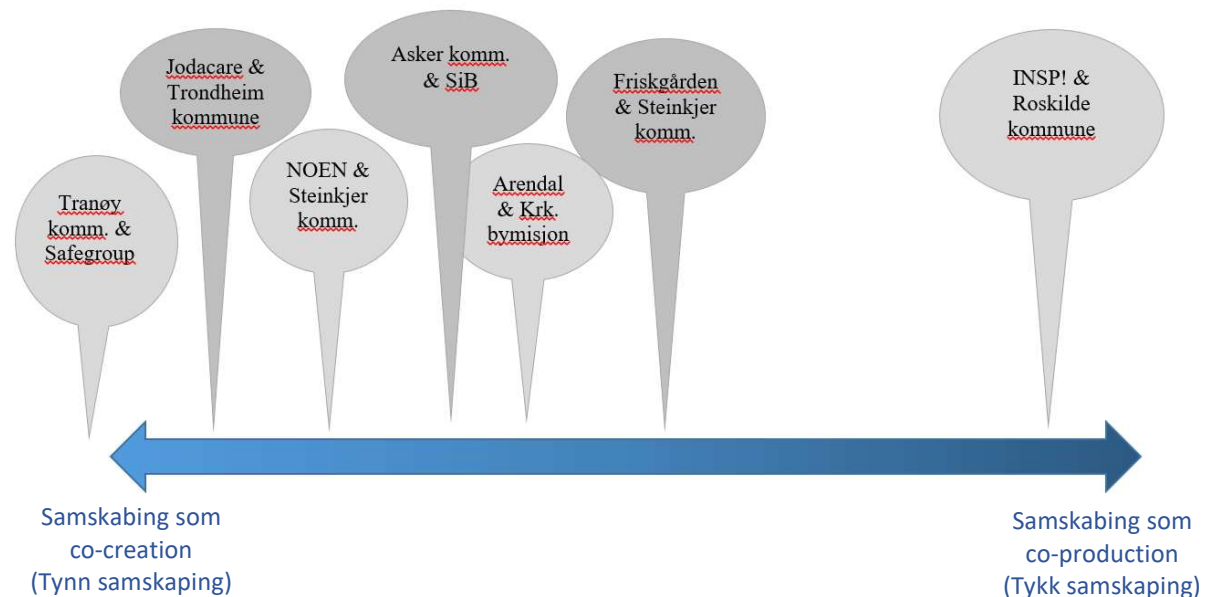 Tranøy
komm. &
Safegroup
Jodacare &
Trondheim
kommune
NOEN &
Steinkjer
komm.
Asker komm.
& SiB
Arendal
& Krk.
bymisjon
Friskgården
& Steinkjer
komm.
INSP! &
Roskilde
kommune
Samskabing som
co-creation
(Tynn samskaping)
Samskabing som
co-production
(Tykk samskaping)